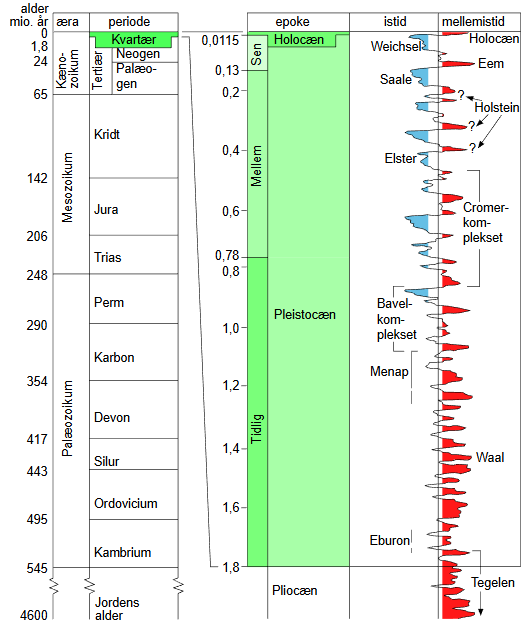 alder
mio. år
æra
periode
epoke
istid
mellemistid
0
1,8
24
65
142
206
248
290
354
417
443
495
545
4600
Kænozoikum
Mesozoikum
Palæozoikum
Kvartær
Tertiær
Neogen
Palæo-
gen
Kridt
Jura
Trias
Perm
Karbon
Devon
Silur
Ordovicium
Kambrium
Jordens
alder
0,0115
0,13
0,2
0,4
0,6
0,78
0,8
1,0
1,2
1,4
1,6
1,8
Sen
Mellem
Tidlig
Holocæn
Pleistocæn
Pliocæn
Weichsel
Saale
Elster
Bavel-
kom-
plekset
Menap
Eburon
Holocæn
Eem
?
Holstein
?
?
Cromer-
kom-
plekset
Waal
Tegelen